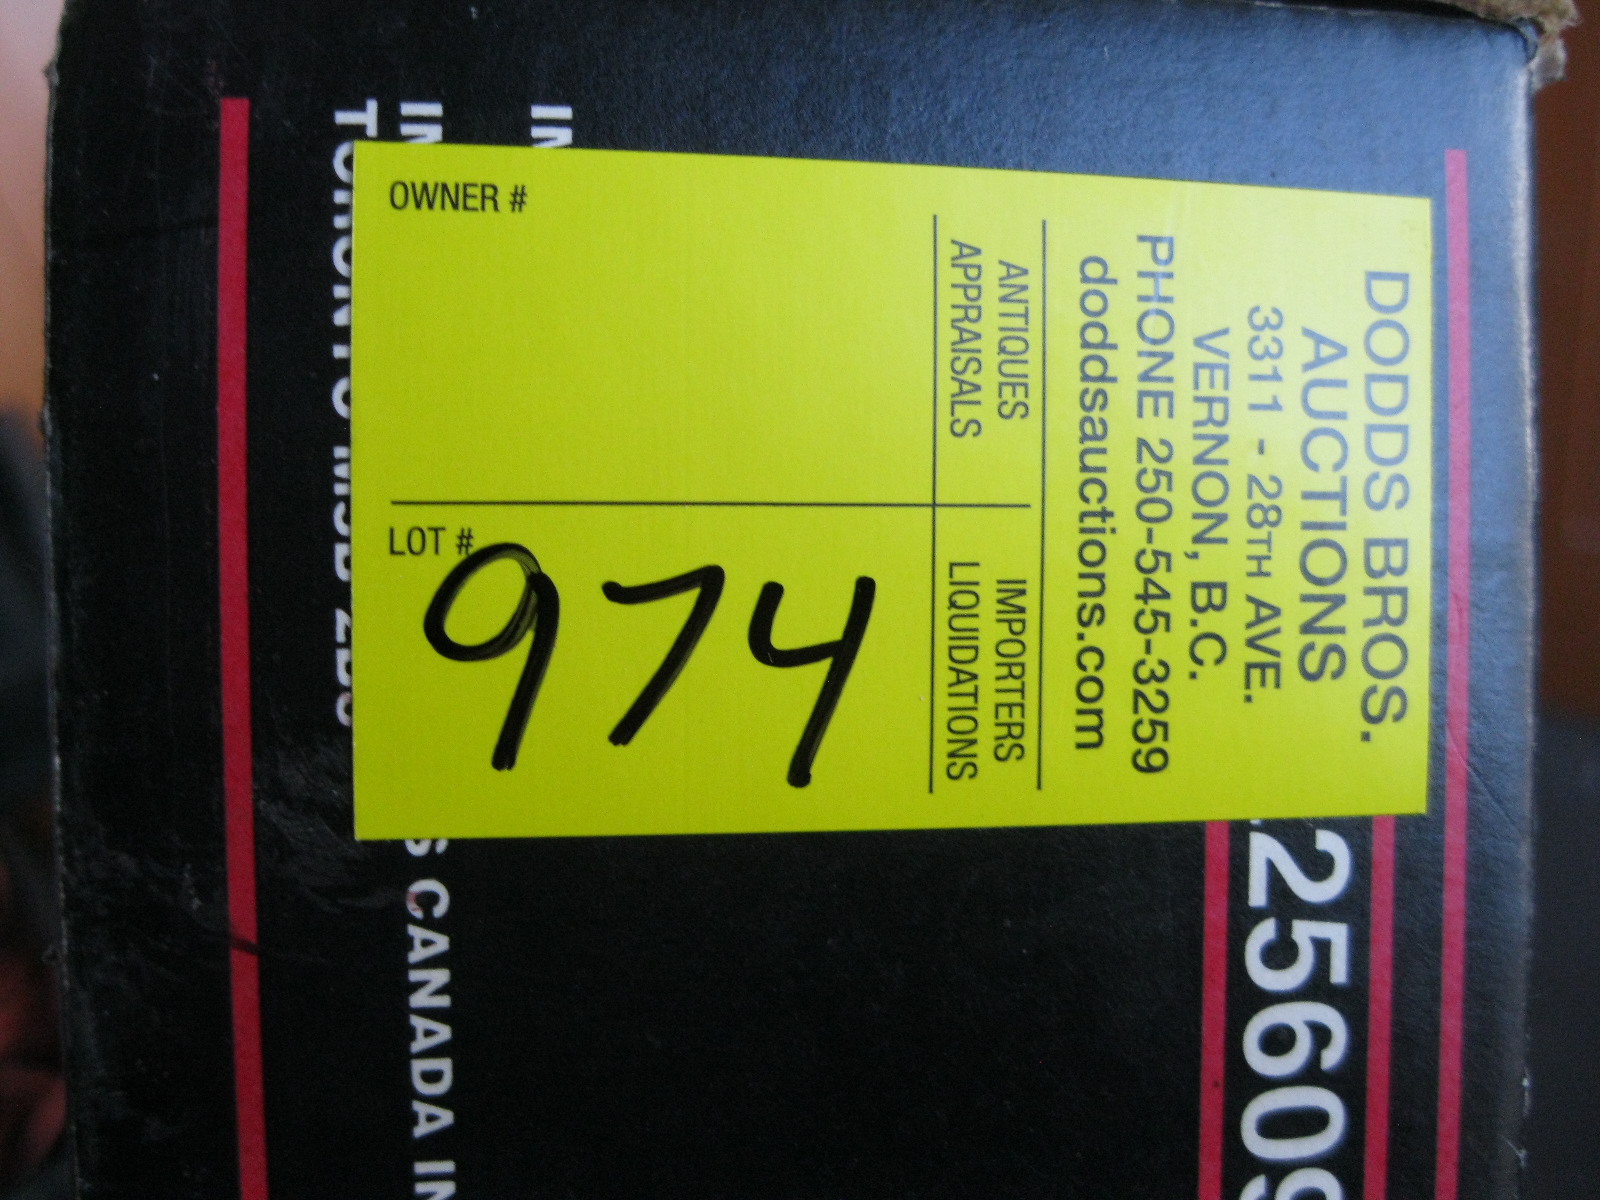 DODDS BROS.
AUCTIONS
3311 - 28TH AVE.
VERNON, B.C.
PHONE 250-545-3259
doddsauctions.com
ANTIQUES
APPRAISALS
IMPORTERS
LIQUIDATIONS
OWNER #
LOT # 974
2560
CANADA